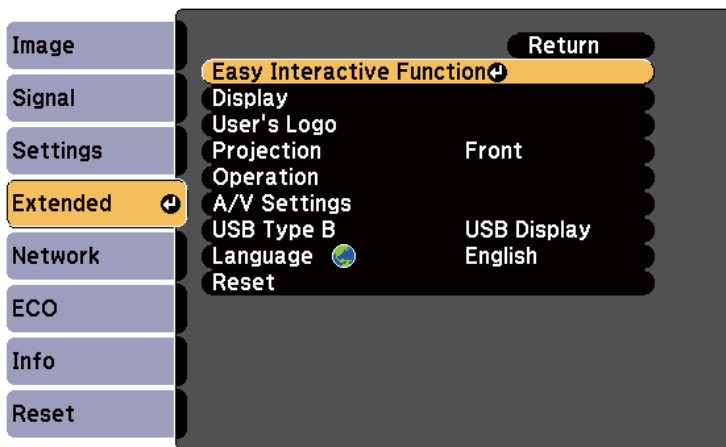 Image
Signal
Settings
Extended
Network
ECO
Info
Reset
Return
Easy Interactive Function
Display
User's Logo
Projection Front
Operation
A/V Settings
USB Type B USB Display
Language English
Reset